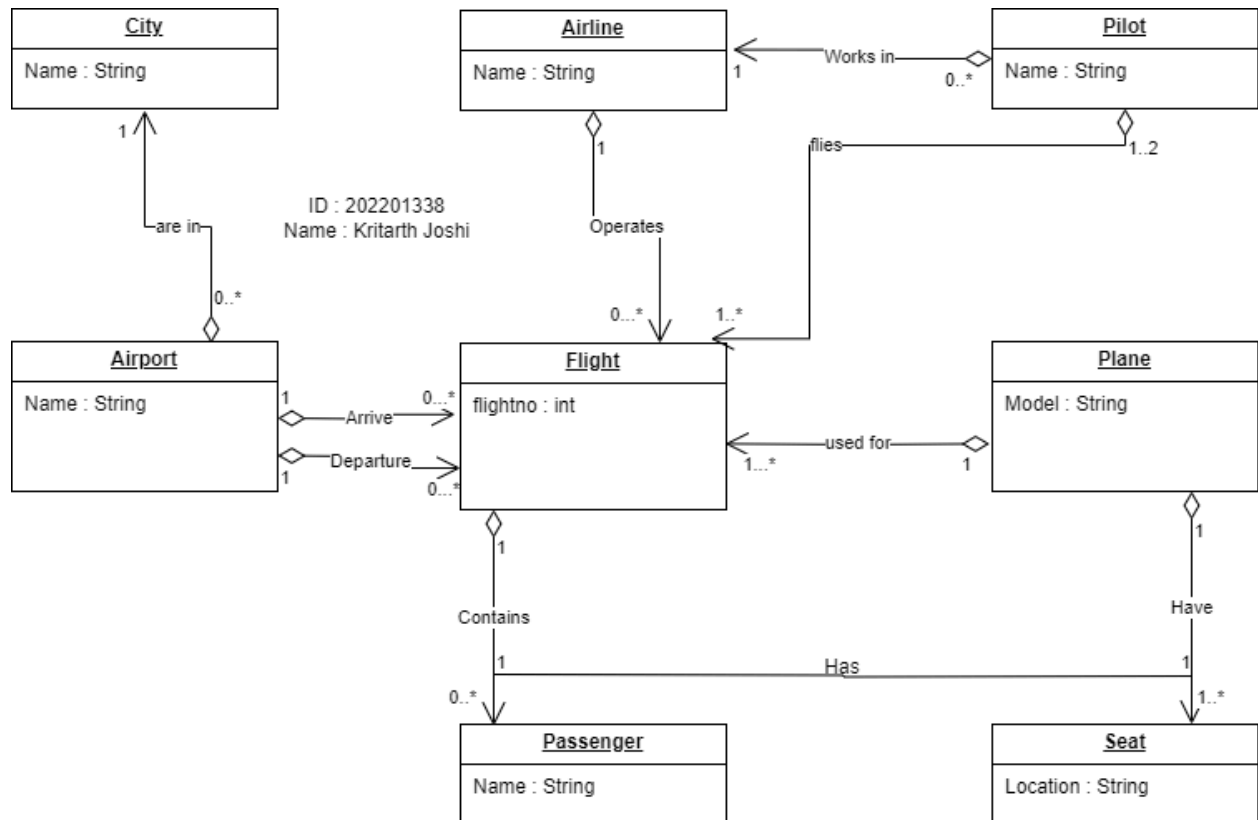 City
Name : String
Airline
Name : String
Pilot
Name : String
1
Works in
0..*
1
1
1..2
flies
are in
ID : 202201338
Name : Kritarth Joshi
Operates
0..*
0...*
1..*
Airport
Name : String
Flight
flightno : int
Plane
Model : String
1
Arrive
0...*
Departure
1
0...*
used for
1...*
1
1
1
Contains
Have
1
Has
1
0..*
1..*
Passenger
Name : String
Seat
Location : String